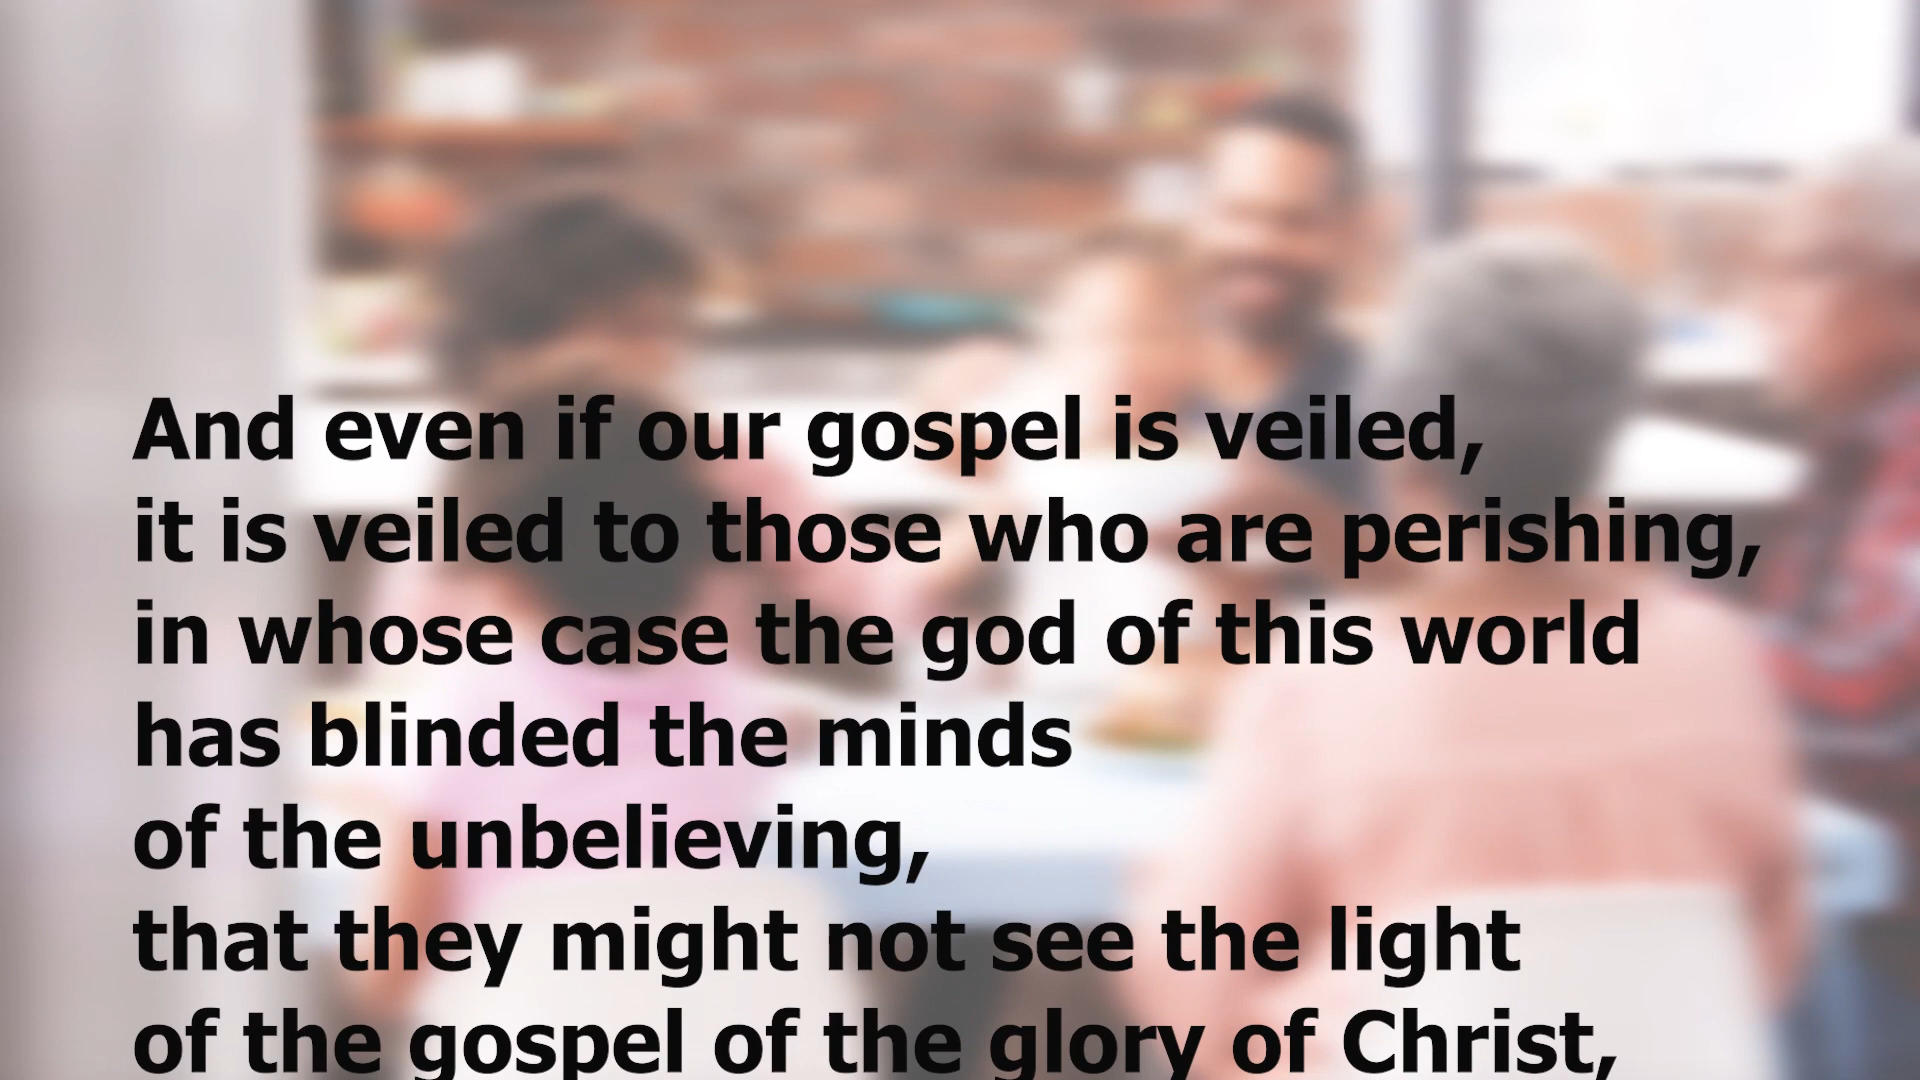 And even if our gospel is veiled,
it is veiled to those who are perishing,
in whose case the god of this world
has blinded the minds
of the unbelieving,
that they might not see the light
of the gospel of the glory of Christ,